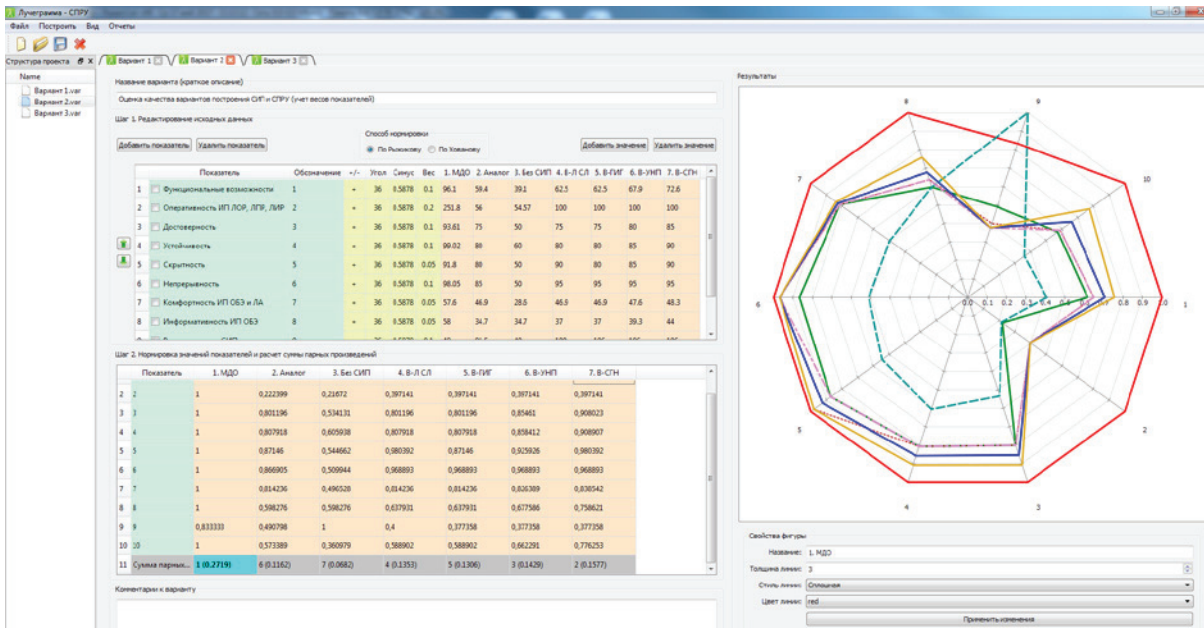 Лучеграмма - СПРУ
Файл Построить Вид Отчеты
Структура проекта
Name
Вариант 1.var
Вариант 2.var
Вариант 3.var
Вариант 1 Вариант 2 Вариант 3
Название варианта (краткое описание)
Оценка качества вариантов построения СИП и СПРУ (учет весов показателей)
Шаг 1. Редактирование исходных данных
Добавить показатель Удалить показатель
Способ нормировки
По Рыжикову По Хованову
Добавить значение Удалить значение
Показатель Обозначение +/- Угол Синус Вес 1. МДО 2. Аналог 3. Без СИП 4. В-Л СЛ 5. В-ГИГ 6. В-УНП 7. В-СГН
1 Функциональные возможности 1 + 36 0.5878 0.1 96.1 59.4 39.1 62.5 62.5 67.9 72.6
2 Оперативность ИП ЛОР, ЛПР, ЛИР 2 + 36 0.5878 0.2 251.8 56 54.57 100 100 100 100
3 Достоверность 3 + 36 0.5878 0.1 93.61 75 50 75 75 80 85
4 Устойчивость 4 + 36 0.5878 0.1 99.02 80 60 80 80 85 90
5 Скрытность 5 + 36 0.5878 0.05 91.8 80 50 90 80 85 90
6 Непрерывность 6 + 36 0.5878 0.1 98.05 85 50 95 95 95 95
7 Комфортность ИП ОБЭ и ЛА 7 + 36 0.5878 0.05 57.6 46.9 28.6 46.9 46.9 47.6 48.3
8 Информативность ИП ОБЭ 8 + 36 0.5878 0.05 58 34.7 34.7 37 37 39.3 44
Шаг 2. Нормировка значений показателей и расчет суммы парных произведений
Показатель 1. МДО 2. Аналог 3. Без СИП 4. В-Л СЛ 5. В-ГИГ 6. В-УНП 7. В-СГН
2 2 1 0,222399 0,21672 0,397141 0,397141 0,397141 0,397141
3 3 1 0,801196 0,534131 0,801196 0,801196 0,85461 0,908023
4 4 1 0,807918 0,605938 0,807918 0,807918 0,858412 0,908907
5 5 1 0,87146 0,544662 0,980392 0,87146 0,925926 0,980392
6 6 1 0,866905 0,509944 0,968893 0,968893 0,968893 0,968893
7 7 1 0,814236 0,496528 0,814236 0,814236 0,826389 0,838542
8 8 1 0,598276 0,598276 0,637931 0,637931 0,677586 0,758621
9 9 0,833333 0,490798 1 0,4 0,377358 0,377358 0,377358
10 10 1 0,573389 0,360979 0,588902 0,588902 0,662291 0,776253
11 Сумма парных... 1 (0.2719) 6 (0.1162) 7 (0.0682) 4 (0.1353) 5 (0.1306) 3 (0.1429) 2 (0.1577)
Комментарии к варианту
Результаты
8 9
7 10
6 0.0 0.1 0.2 0.3 0.4 0.5 0.6 0.7 0.8 0.9 1.0 1
5 2
4 3
Свойства фигуры
Название: 1. МДО
Толщина линии: 3
Стиль линии: Сплошная
Цвет линии: red
Применить изменения